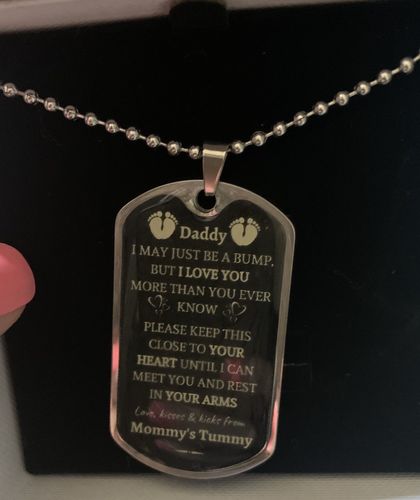 Daddy
I MAY JUST BE A BUMP,
BUT I LOVE YOU
MORE THAN YOU EVER
KNOW
PLEASE KEEP THIS
CLOSE TO YOUR
HEART UNTIL I CAN
MEET YOU AND REST
IN YOUR ARMS
Love, kisses & kicks from
Mommy's Tummy